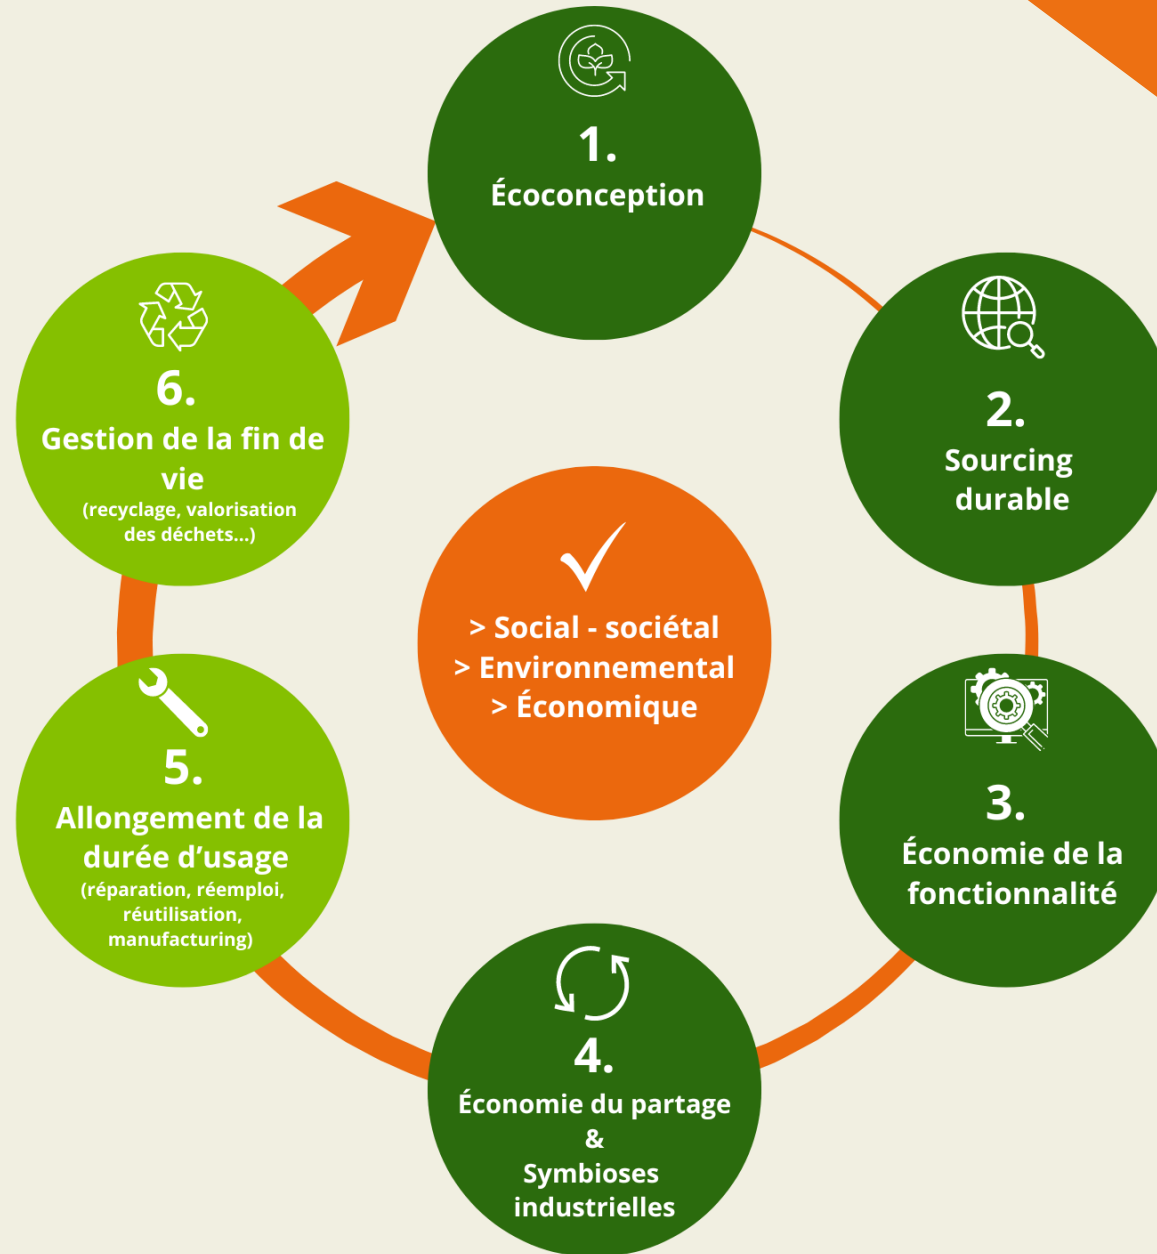 1.
Écoconception
2.
Sourcing
durable
3.
Économie de la
fonctionnalité
4.
Économie du partage
&
Symbioses
industrielles
5.
Allongement de la
durée d’usage
(réparation, réemploi,
réutilisation,
manufacturing)
6.
Gestion de la fin de
vie
(recyclage, valorisation
des déchets...)
> Social - sociétal
> Environnemental
> Économique